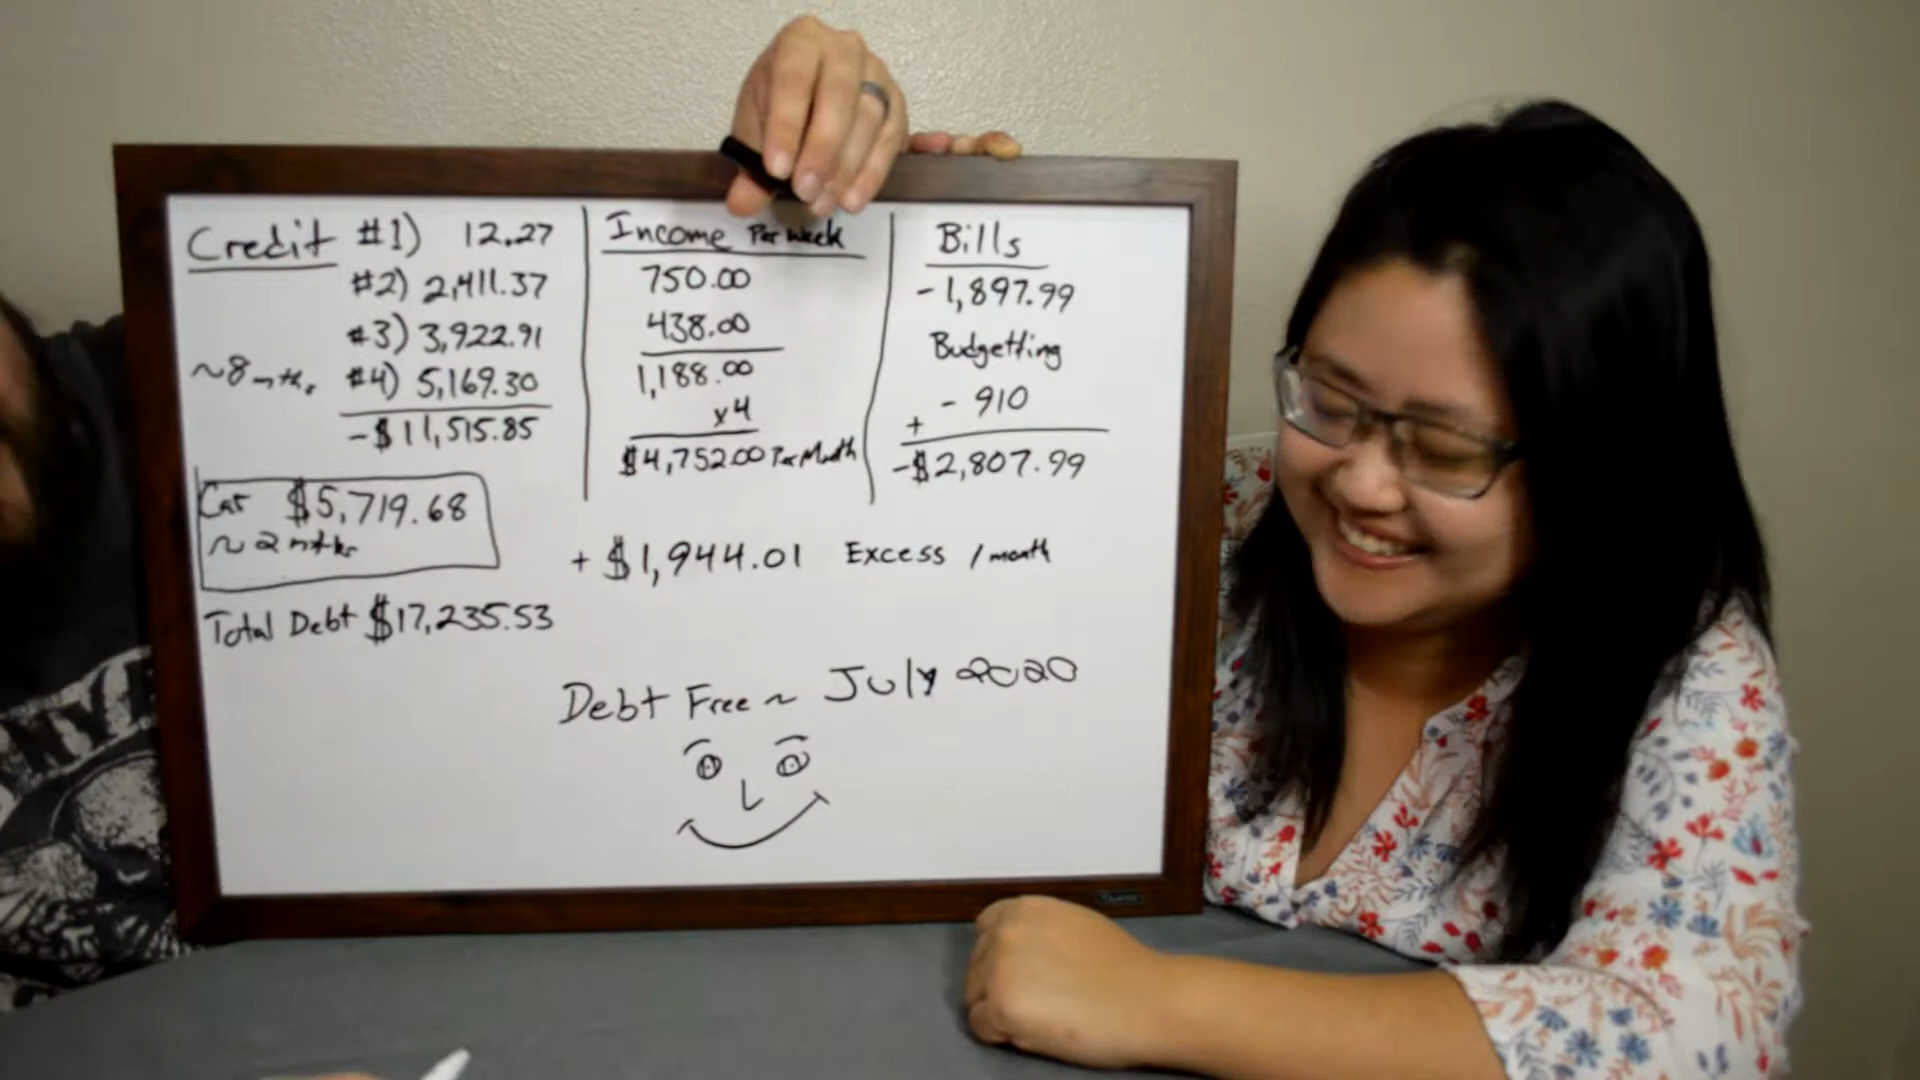 Credit #1) 12.27
#2) 2,411.37
#3) 3,922.91
~8 mths #4) 5,169.30
-$11,515.85
Car $5,719.68
~2 mths
Total Debt $17,235.53
Income Per Week
750.00
438.00
1,188.00
x4
$4,752.00 Per Month
Bills
-1,897.99
Budgetting
- 910
+
-$2,807.99
+ $1,944.01 Excess /month
Debt Free ~ July 2020